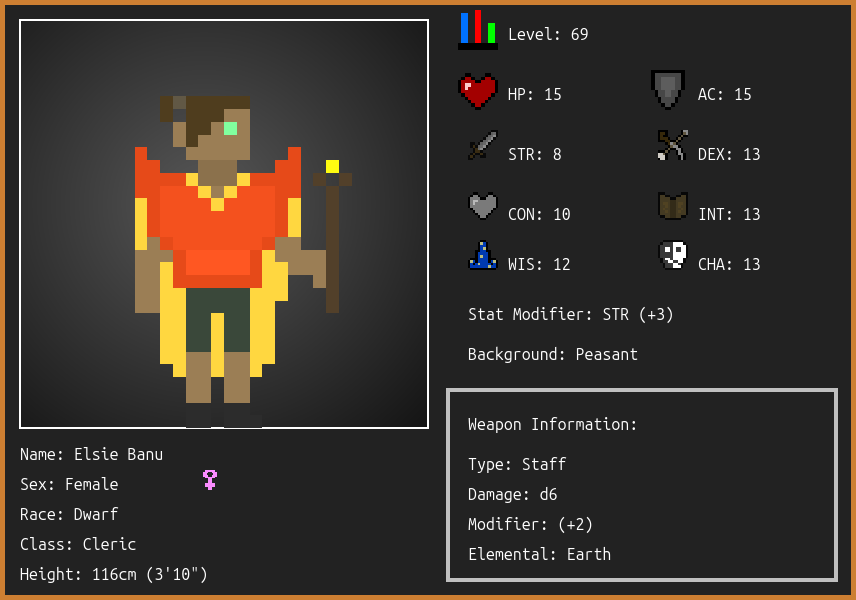 Level: 69
HP: 15
AC: 15
STR: 8
DEX: 13
CON: 10
INT: 13
WIS: 12
CHA: 13
Stat Modifier: STR (+3)
Background: Peasant
Weapon Information:
Type: Staff
Damage: d6
Modifier: (+2)
Elemental: Earth
Name: Elsie Banu
Sex: Female
Race: Dwarf
Class: Cleric
Height: 116cm (3'10")